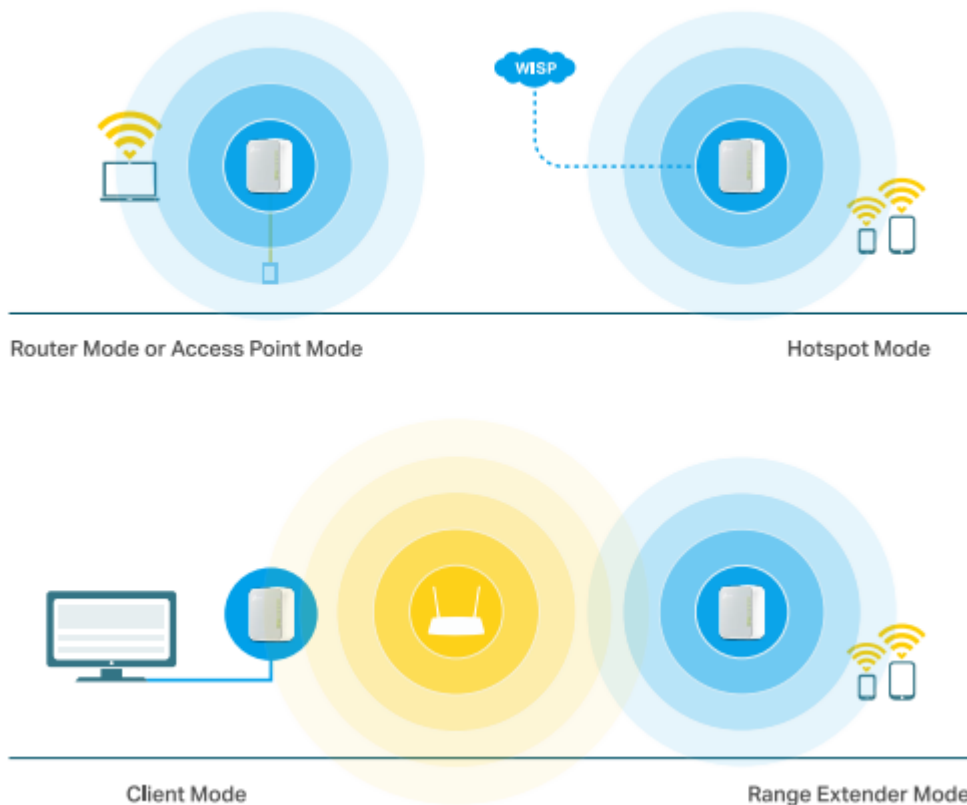 WISP
Router Mode or Access Point Mode
Hotspot Mode
Client Mode
Range Extender Mode